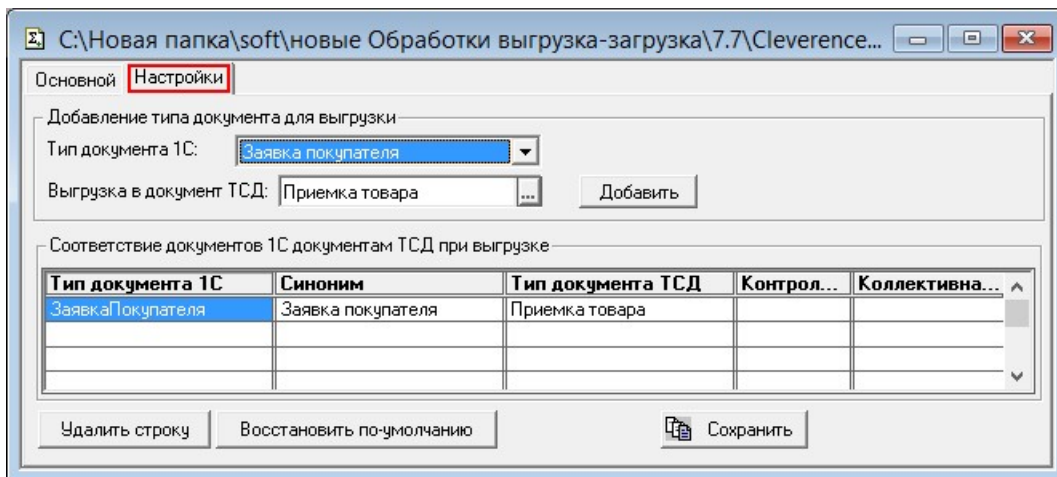 C:\Новая папка\soft\новые Обработки выгрузка-загрузка\7.7\Cleverence...
Основной Настройки
Добавление типа документа для выгрузки
Тип документа 1С: Заявка покупателя
Выгрузка в документ ТСД: Приемка товара ... Добавить
Соответствие документов 1С документам ТСД при выгрузке
Тип документа 1С Синоним Тип документа ТСД Контрол... Коллективна...
ЗаявкаПокупателя Заявка покупателя Приемка товара
Удалить строку Восстановить по-умолчанию Сохранить